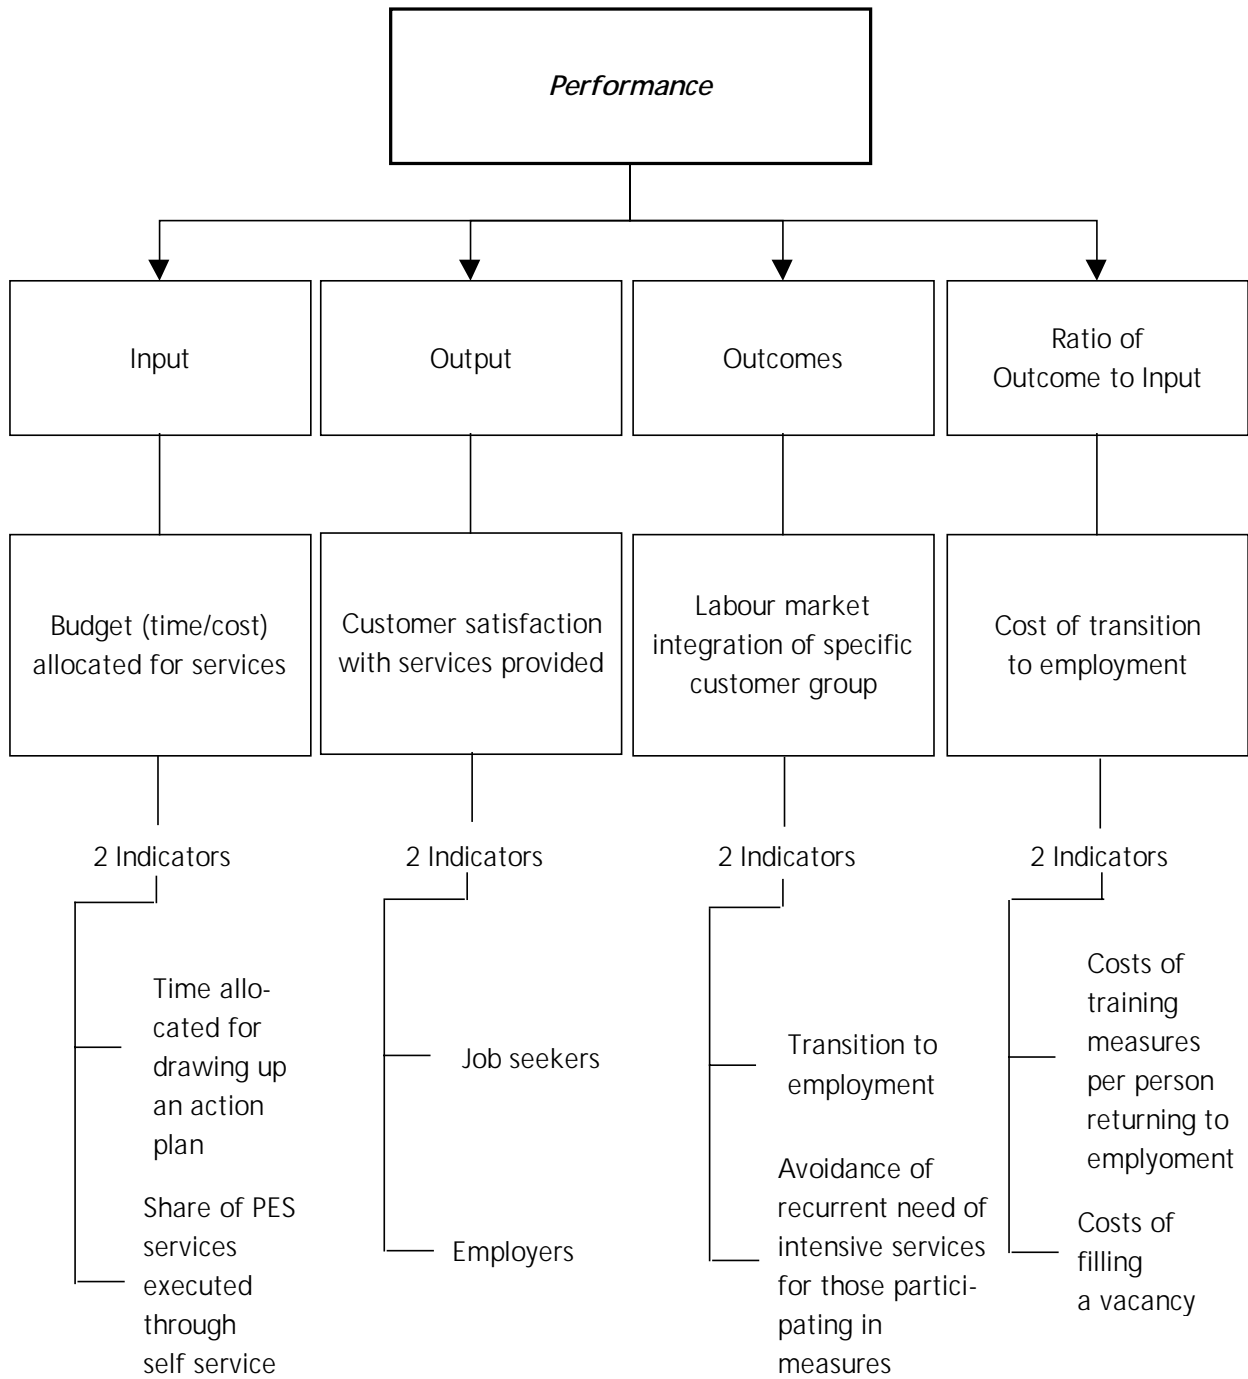 Performance
Input
Output
Outcomes
Ratio of
Outcome to Input
Budget (time/cost)
allocated for services
Customer satisfaction
with services provided
Labour market
integration of specific
customer group
Cost of transition
to employment
2 Indicators
2 Indicators
2 Indicators
2 Indicators
Time allo-
cated for
drawing up
an action
plan
Share of PES
services
executed
through
self service
Job seekers
Employers
Transition to
employment
Avoidance of
recurrent need of
intensive services
for those partici-
pating in
measures
Costs of
training
measures
per person
returning to
emplyoment
Costs of
filling
a vacancy